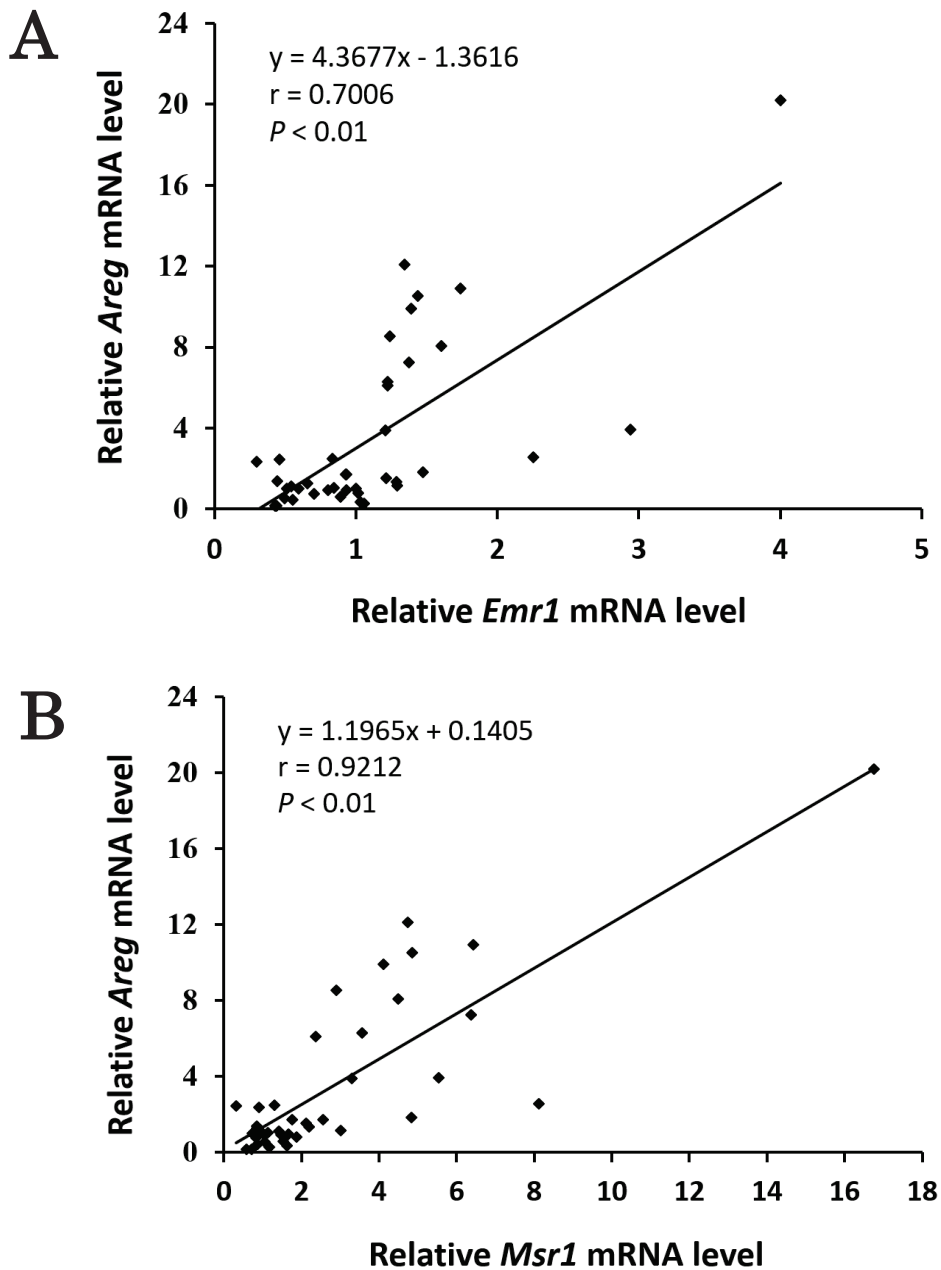 A
24
20
16
12
8
4
0
Relative Areg mRNA level
y = 4.3677x - 1.3616
r = 0.7006
P < 0.01
0 1 2 3 4 5
Relative Emr1 mRNA level
B
24
20
16
12
8
4
0
Relative Areg mRNA level
y = 1.1965x + 0.1405
r = 0.9212
P < 0.01
0 2 4 6 8 10 12 14 16 18
Relative Msr1 mRNA level